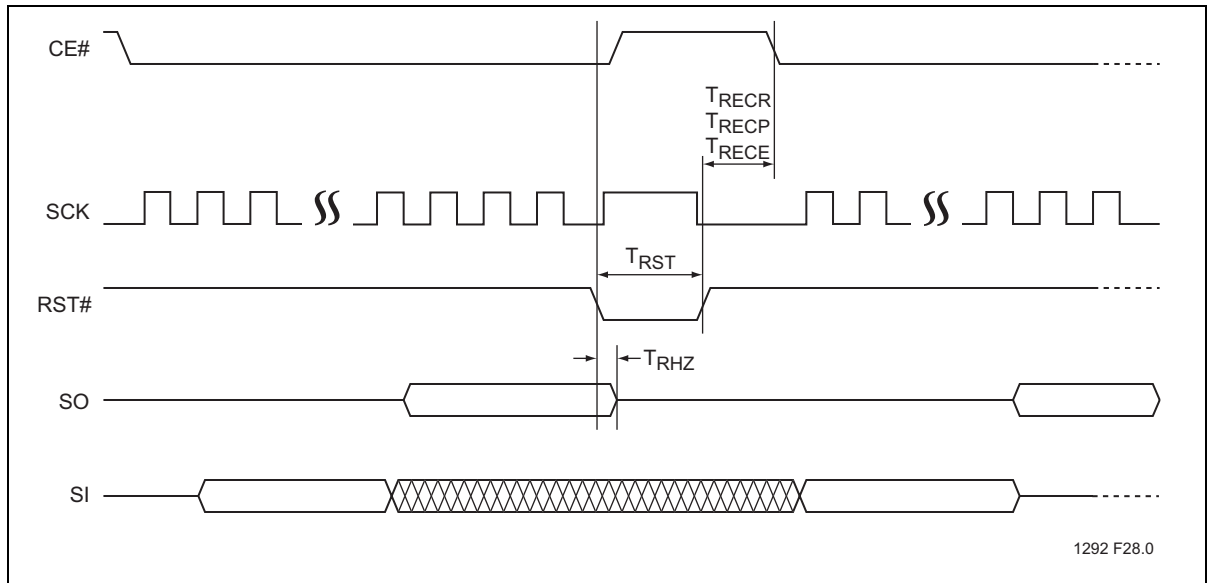 CE#
TRECR
TRECP
TRECE
SCK
TRST
RST#
TRHZ
SO
SI
1292 F28.0